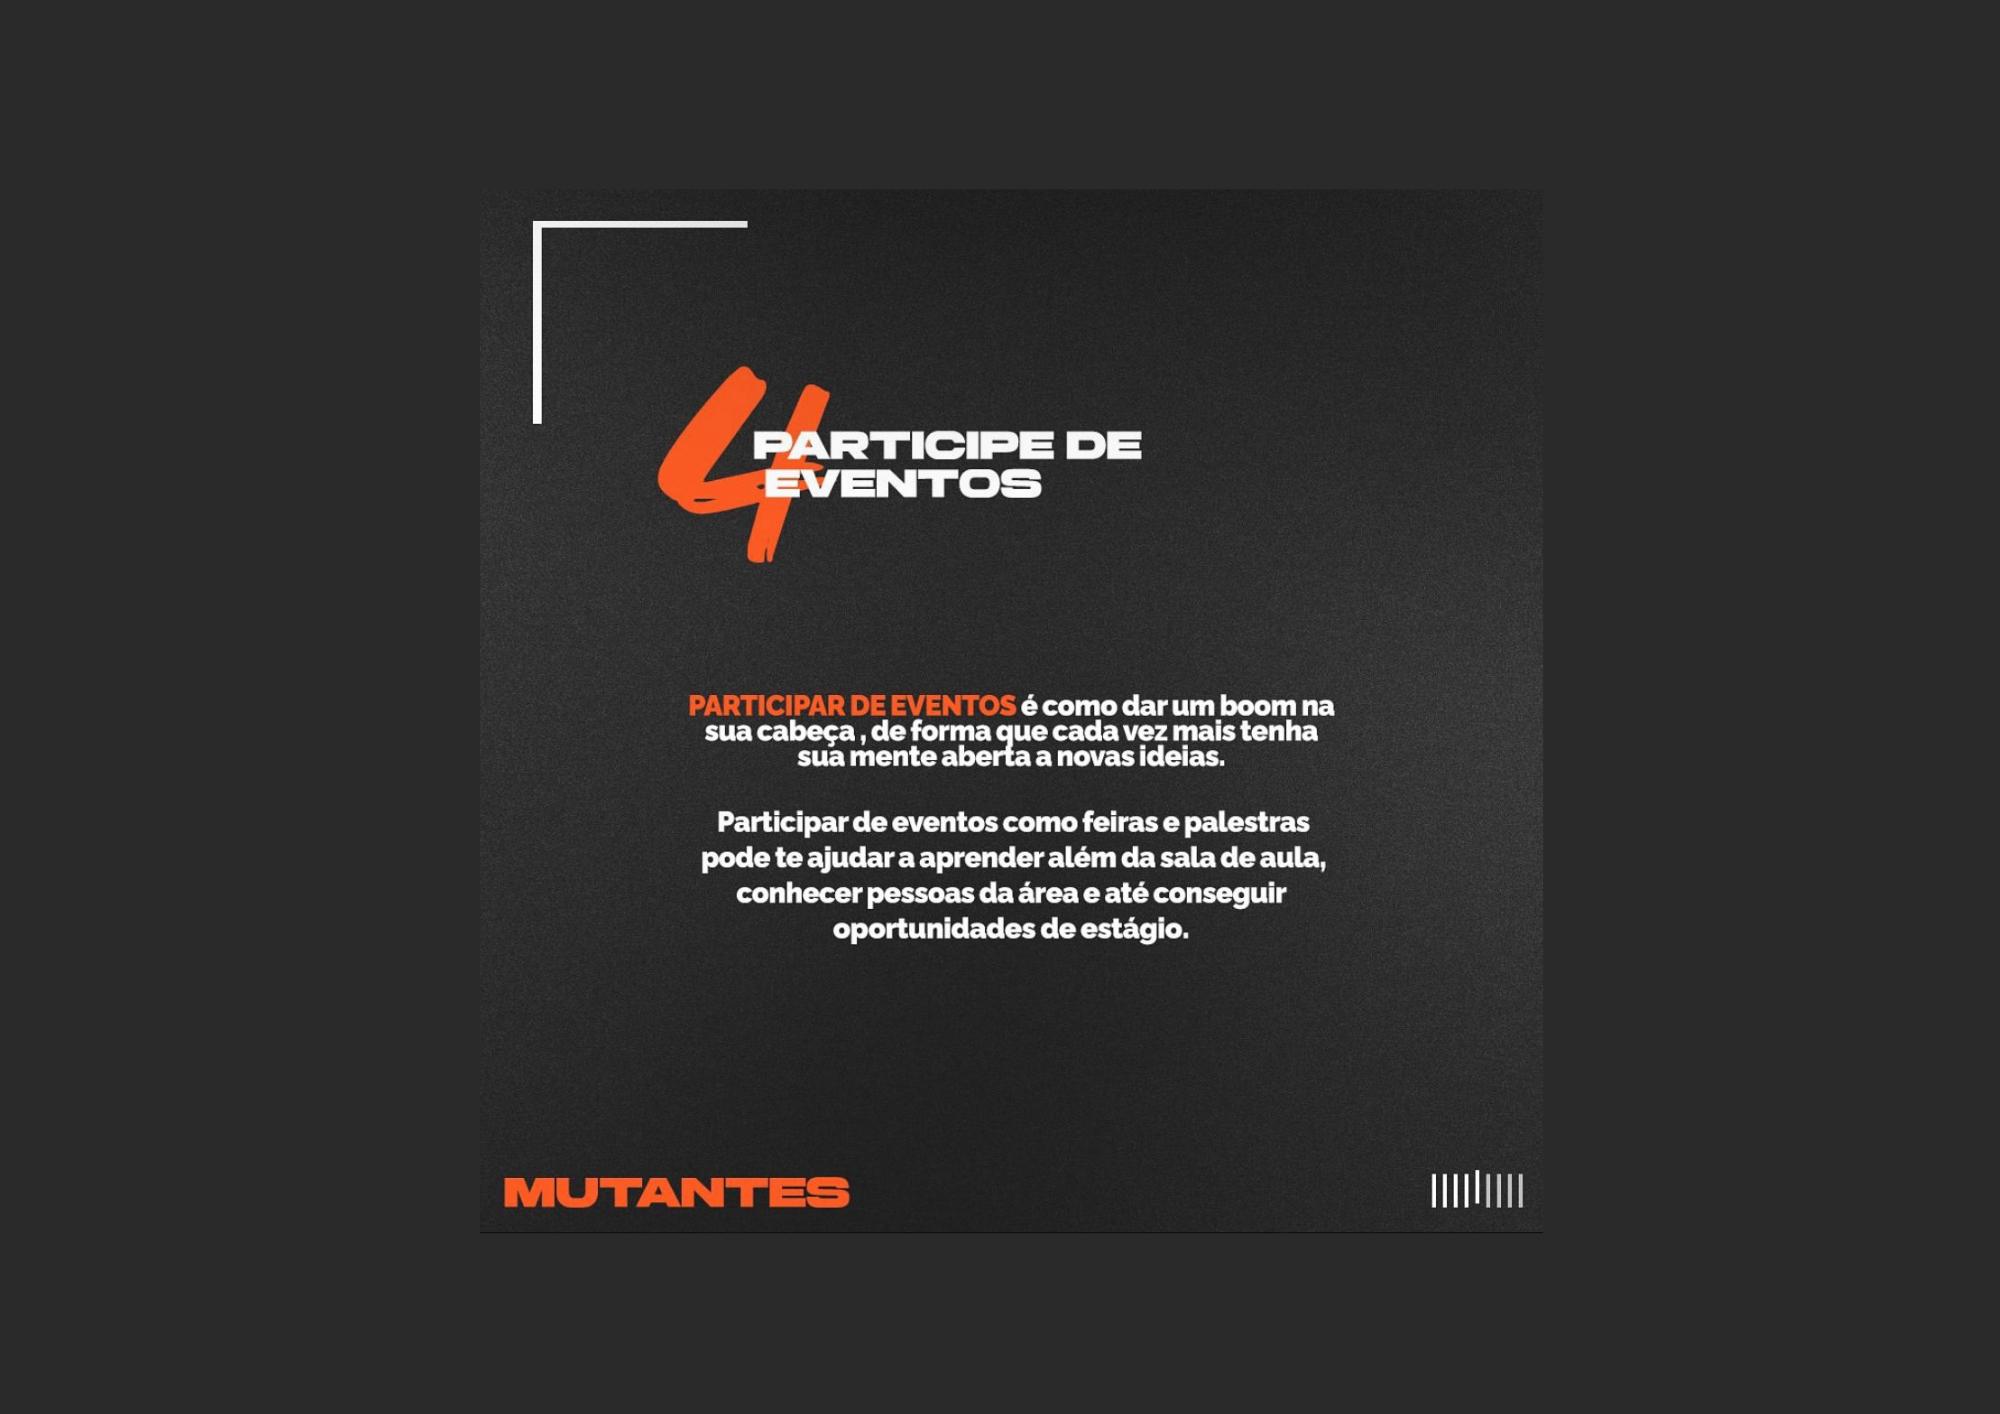 4
PARTICIPE DE
EVENTOS
PARTICIPAR DE EVENTOS é como dar um boom na
sua cabeça , de forma que cada vez mais tenha
sua mente aberta a novas ideias.
Participar de eventos como feiras e palestras
pode te ajudar a aprender além da sala de aula,
conhecer pessoas da área e até conseguir
oportunidades de estágio.
MUTANTES